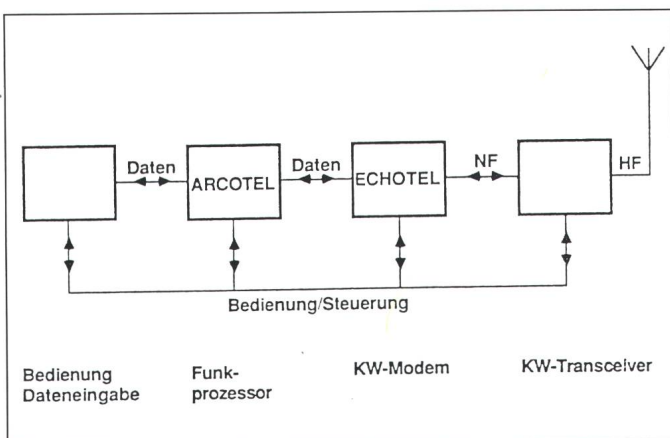 Daten
ARCOTEL
Daten
ECHOTEL
NF
HF
Bedienung/Steuerung
Bedienung
Dateneingabe
Funk-
prozessor
KW-Modem
KW-Transceiver